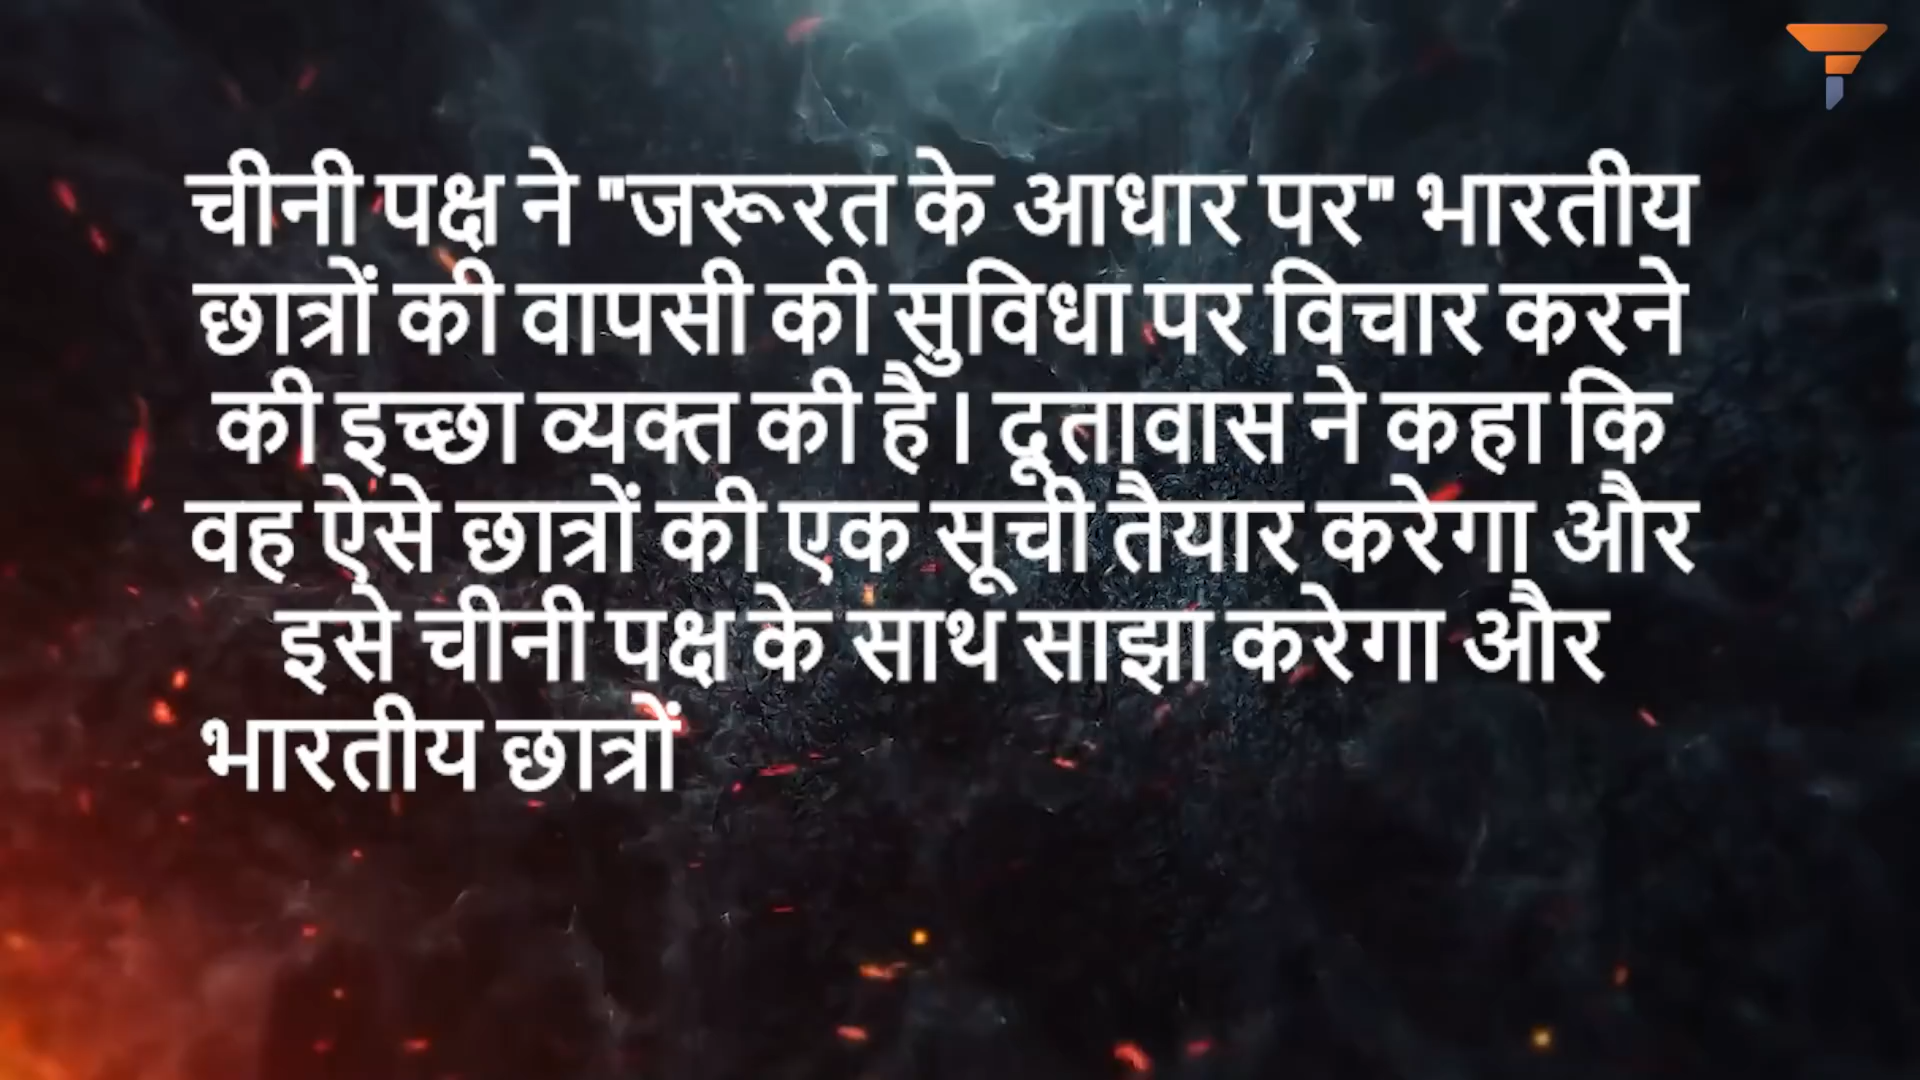 चीनी पक्ष ने "जरूरत के आधार पर" भारतीय
छात्रों की वापसी की सुविधा पर विचार करने
की इच्छा व्यक्त की है। दूतावास ने कहा कि
वह ऐसे छात्रों की एक सूची तैयार करेगा और
इसे चीनी पक्ष के साथ साझा करेगा और
भारतीय छात्रों